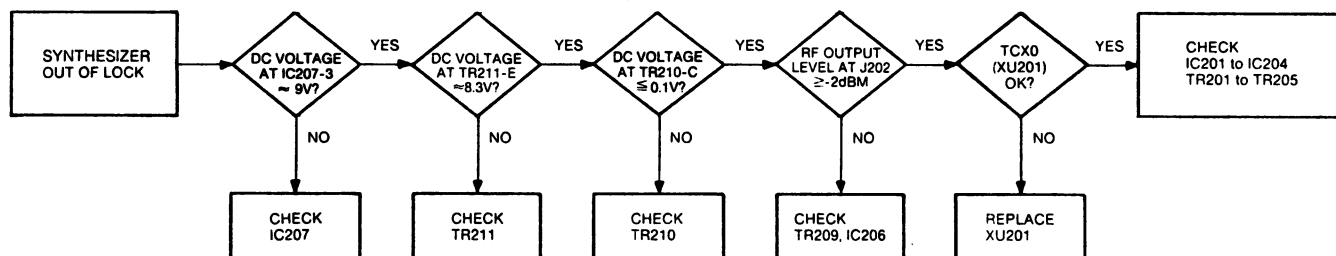 SYNTHESIZER
OUT OF LOCK
DC VOLTAGE
AT IC207-3
≈ 9V?
YES
NO
CHECK
IC207
DC VOLTAGE
AT TR211-E
≈8.3V?
YES
NO
CHECK
TR211
DC VOLTAGE
AT TR210-C
≦ 0.1V?
YES
NO
CHECK
TR210
RF OUTPUT
LEVEL AT J202
≥-2dBM
YES
NO
CHECK
TR209, IC206
TCX0
(XU201)
OK?
YES
NO
REPLACE
XU201
CHECK
IC201 to IC204
TR201 to TR205